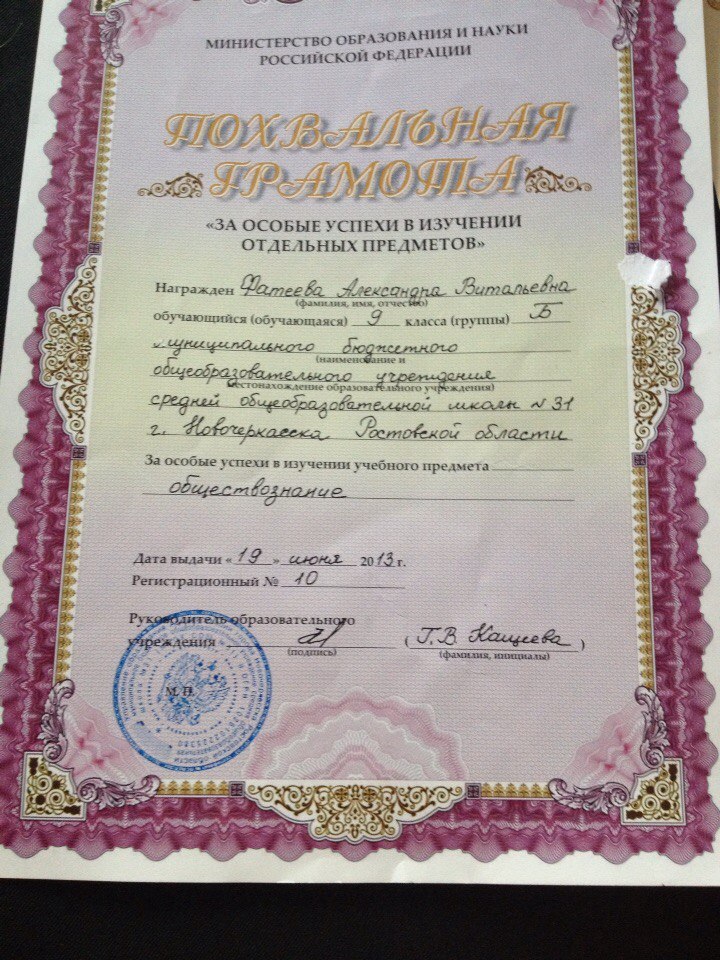 МИНИСТЕРСТВО ОБРАЗОВАНИЯ И НАУКИ
РОССИЙСКОЙ ФЕДЕРАЦИИ
ПОХВАЛЬНАЯ
ГРАМОТА
«ЗА ОСОБЫЕ УСПЕХИ В ИЗУЧЕНИИ
ОТДЕЛЬНЫХ ПРЕДМЕТОВ»
Награжден Фатеева Александра Витальевна
(фамилия, имя, отчество)
обучающийся (обучающаяся) 9 класса (группы) Б
муниципального бюджетного
(наименование и
общеобразовательного учреждения
местонахождение образовательного учреждения)
средней общеобразовательной школы №31
г. Новочеркасска Ростовской области
За особые успехи в изучении учебного предмета
обществознание
Дата выдачи «19» июня 2013 г.
Регистрационный № 10
Руководитель образовательного
учреждения (Г.В Кащеева)
(подпись) (фамилия, инициалы)
М. П.